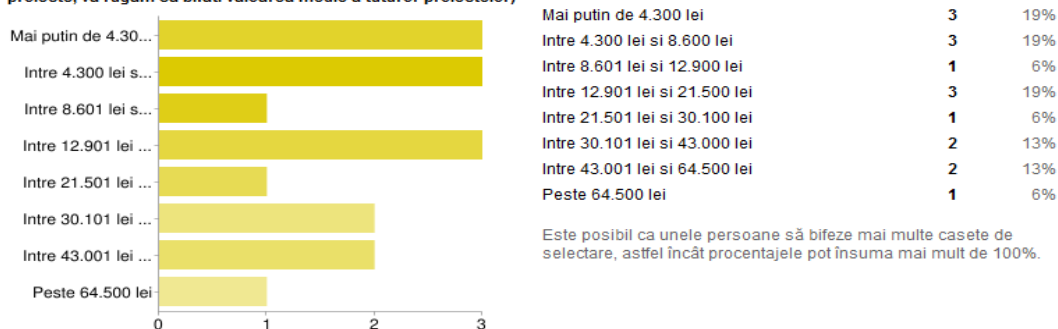 Mai putin de 4.30...
Intre 4.300 lei s...
Intre 8.601 lei s...
Intre 12.901 lei ...
Intre 21.501 lei ...
Intre 30.101 lei ...
Intre 43.001 lei ...
Peste 64.500 lei
0 1 2 3
Mai putin de 4.300 lei 3 19%
Intre 4.300 lei si 8.600 lei 3 19%
Intre 8.601 lei si 12.900 lei 1 6%
Intre 12.901 lei si 21.500 lei 3 19%
Intre 21.501 lei si 30.100 lei 1 6%
Intre 30.101 lei si 43.000 lei 2 13%
Intre 43.001 lei si 64.500 lei 2 13%
Peste 64.500 lei 1 6%
Este posibil ca unele persoane să bifeze mai multe casete de
selectare, astfel încât procentajele pot însuma mai mult de 100%.